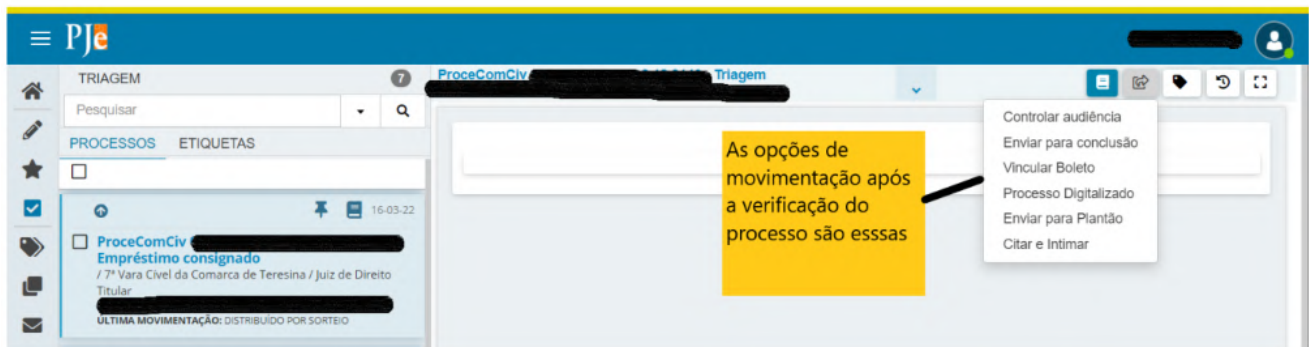 PJe
TRIAGEM
7
Pesquisar
PROCESSOS ETIQUETAS
16-03-22
ProceComCiv
Empréstimo consignado
/ 7ª Vara Cível da Comarca de Teresina / Juiz de Direito
Titular
ÚLTIMA MOVIMENTAÇÃO: DISTRIBUÍDO POR SORTEIO
ProceComCiv Triagem
As opções de
movimentação após
a verificação do
processo são esssas
Controlar audiência
Enviar para conclusão
Vincular Boleto
Processo Digitalizado
Enviar para Plantão
Citar e Intimar